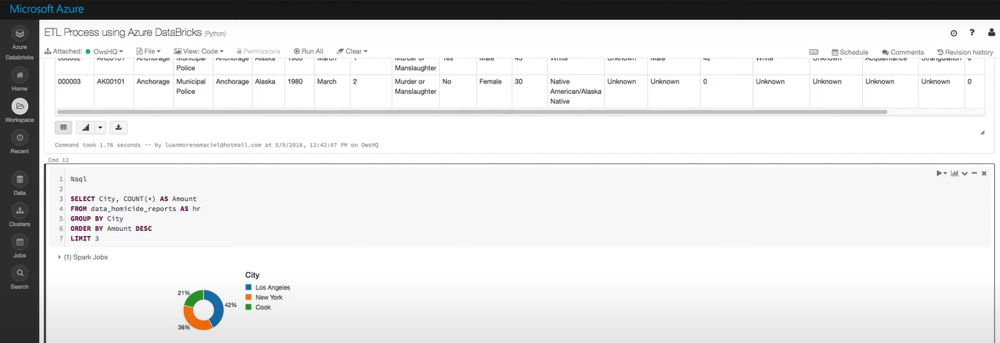 Microsoft Azure
Azure
Databricks
Home
Workspace
Recent
Data
Clusters
Jobs
Search
ETL Process using Azure DataBricks (Python)
Attached: OwsHQ File View: Code Permissions Run All Clear Schedule Comments Revision history
000002 AK00101 Anchorage Municipal Anchorage Alaska 1980 March 1 Murder or Yes Male 43 White Unknown Male 42 White Unknown Acquaintance Strangulation 0
Police Manslaughter
000003 AK00101 Anchorage Municipal Anchorage Alaska 1980 March 2 Murder or No Female 30 Native Unknown Unknown 0 Unknown Unknown Unknown Unknown 0
Police Manslaughter American/Alaska
Native
Command took 1.76 seconds -- by luanmorenomaciel@hotmail.com at 5/9/2018, 12:42:07 PM on OwsHQ
Cmd 12
1 %sql
2
3 SELECT City, COUNT(*) AS Amount
4 FROM data_homicide_reports AS hr
5 GROUP BY City
6 ORDER BY Amount DESC
7 LIMIT 3
(1) Spark Jobs
City
Los Angeles
New York
Cook
21%
42%
36%